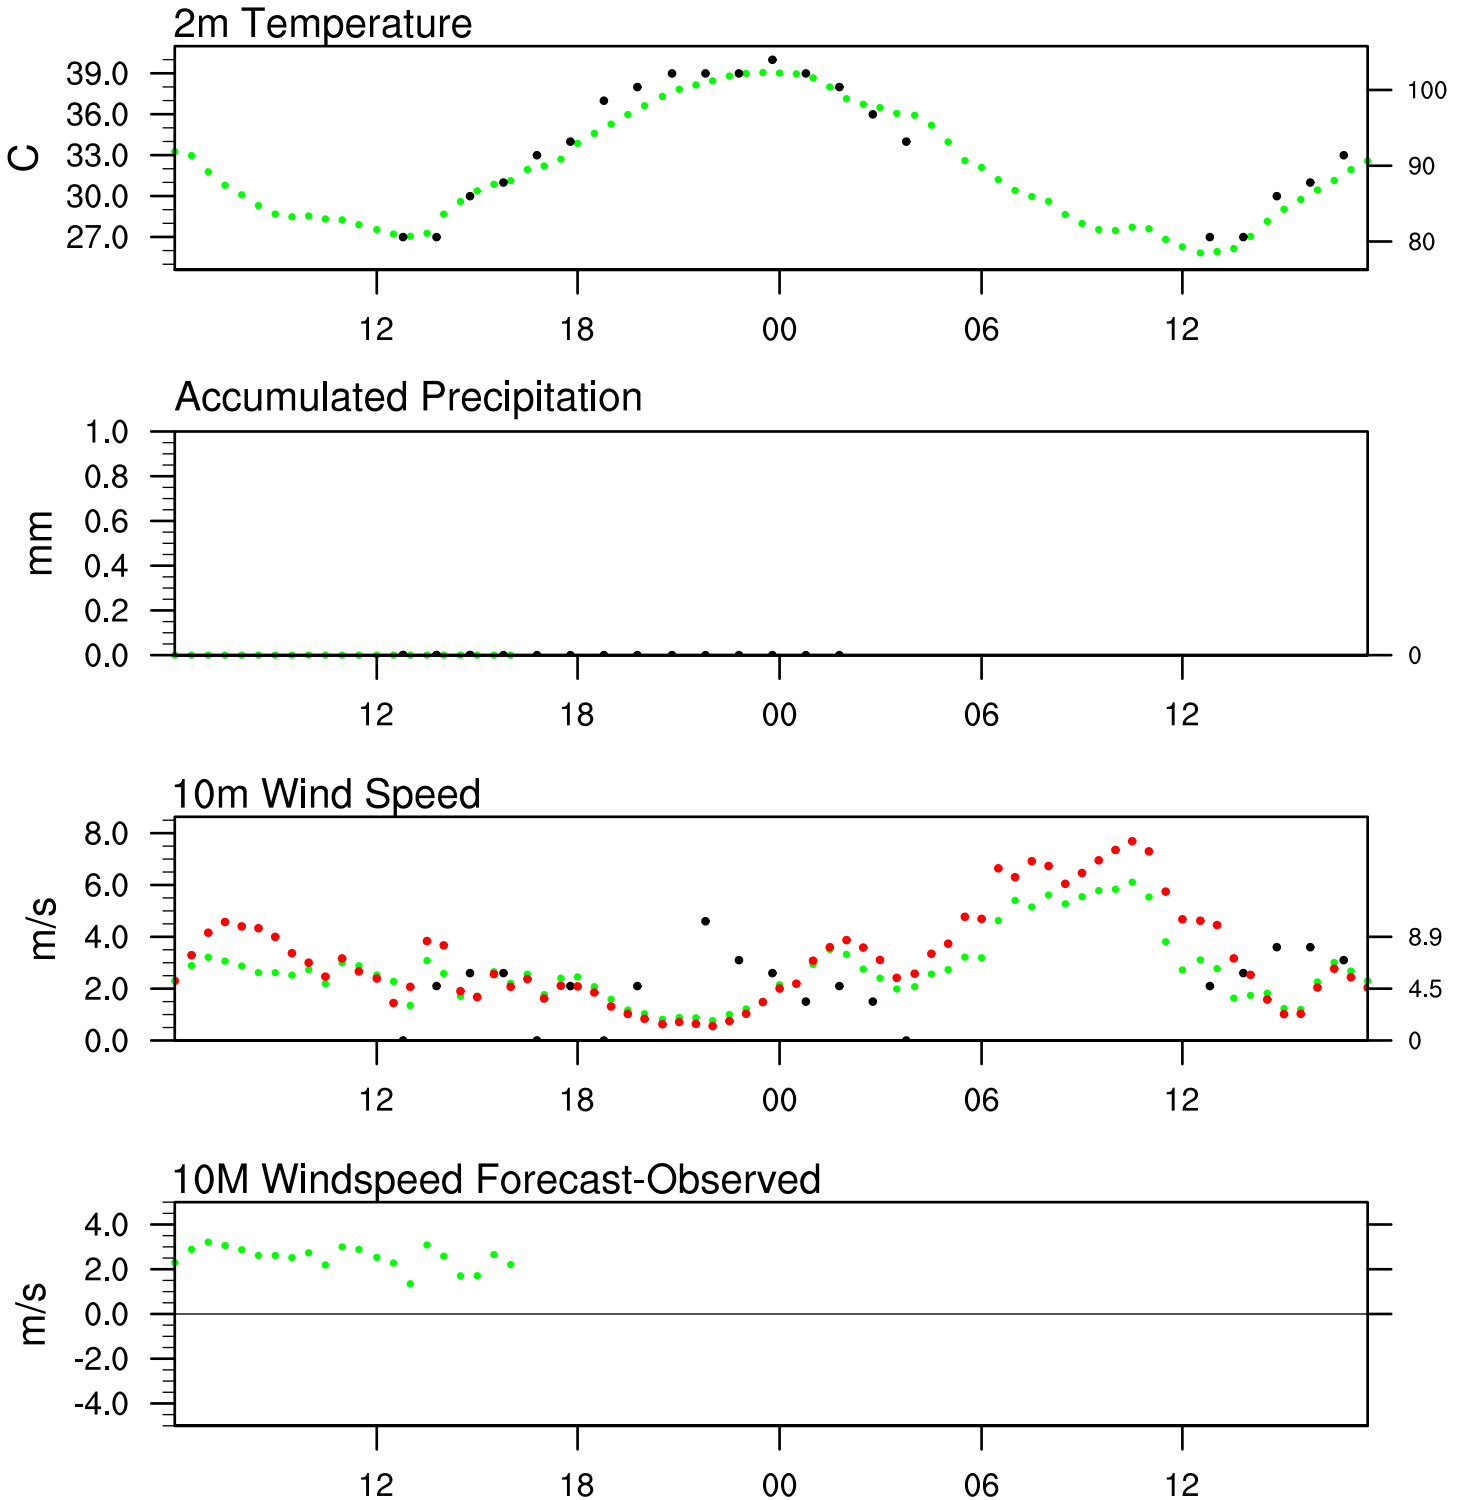 2m Temperature
39.0
36.0
33.0
30.0
27.0
C
100
90
80
12 18 00 06 12
Accumulated Precipitation
1.0
0.8
0.6
0.4
0.2
0.0
mm
0
12 18 00 06 12
10m Wind Speed
8.0
6.0
4.0
2.0
0.0
m/s
8.9
4.5
0
12 18 00 06 12
10M Windspeed Forecast-Observed
4.0
2.0
0.0
-2.0
-4.0
m/s
12 18 00 06 12